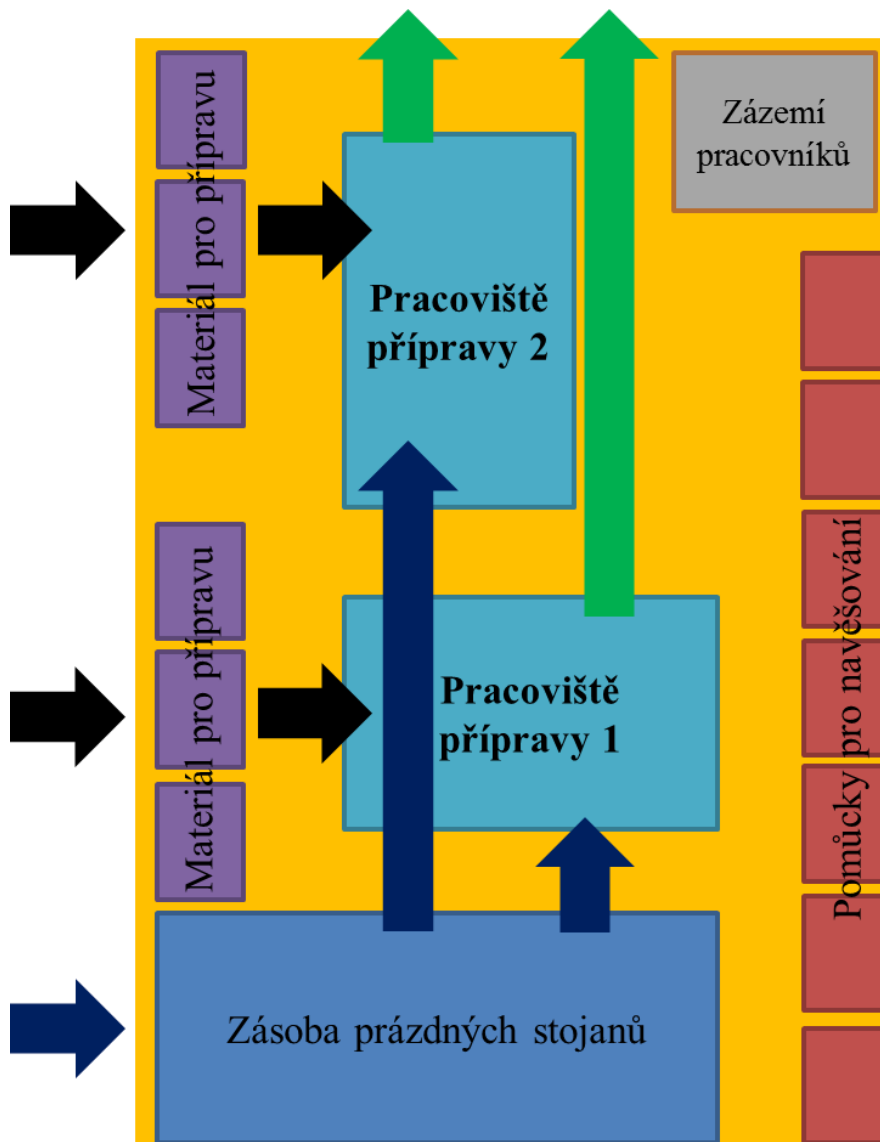 Zázemí
pracovníků
Materiál pro přípravu
Pracoviště
přípravy 2
Materiál pro přípravu
Pracoviště
přípravy 1
Pomůcky pro navěšování
Zásoba prázdných stojanů